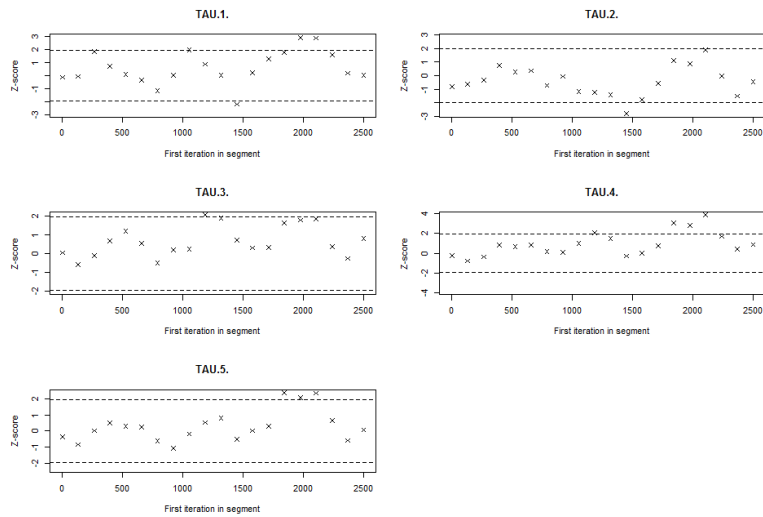 TAU.1.
Z-score
3
2
1
-1
-3
0 500 1000 1500 2000 2500
First iteration in segment
TAU.2.
Z-score
3
2
1
0
-1
-3
0 500 1000 1500 2000 2500
First iteration in segment
TAU.3.
Z-score
2
1
0
-1
-2
0 500 1000 1500 2000 2500
First iteration in segment
TAU.4.
Z-score
4
2
0
-2
-4
0 500 1000 1500 2000 2500
First iteration in segment
TAU.5.
Z-score
2
1
0
-2
0 500 1000 1500 2000 2500
First iteration in segment